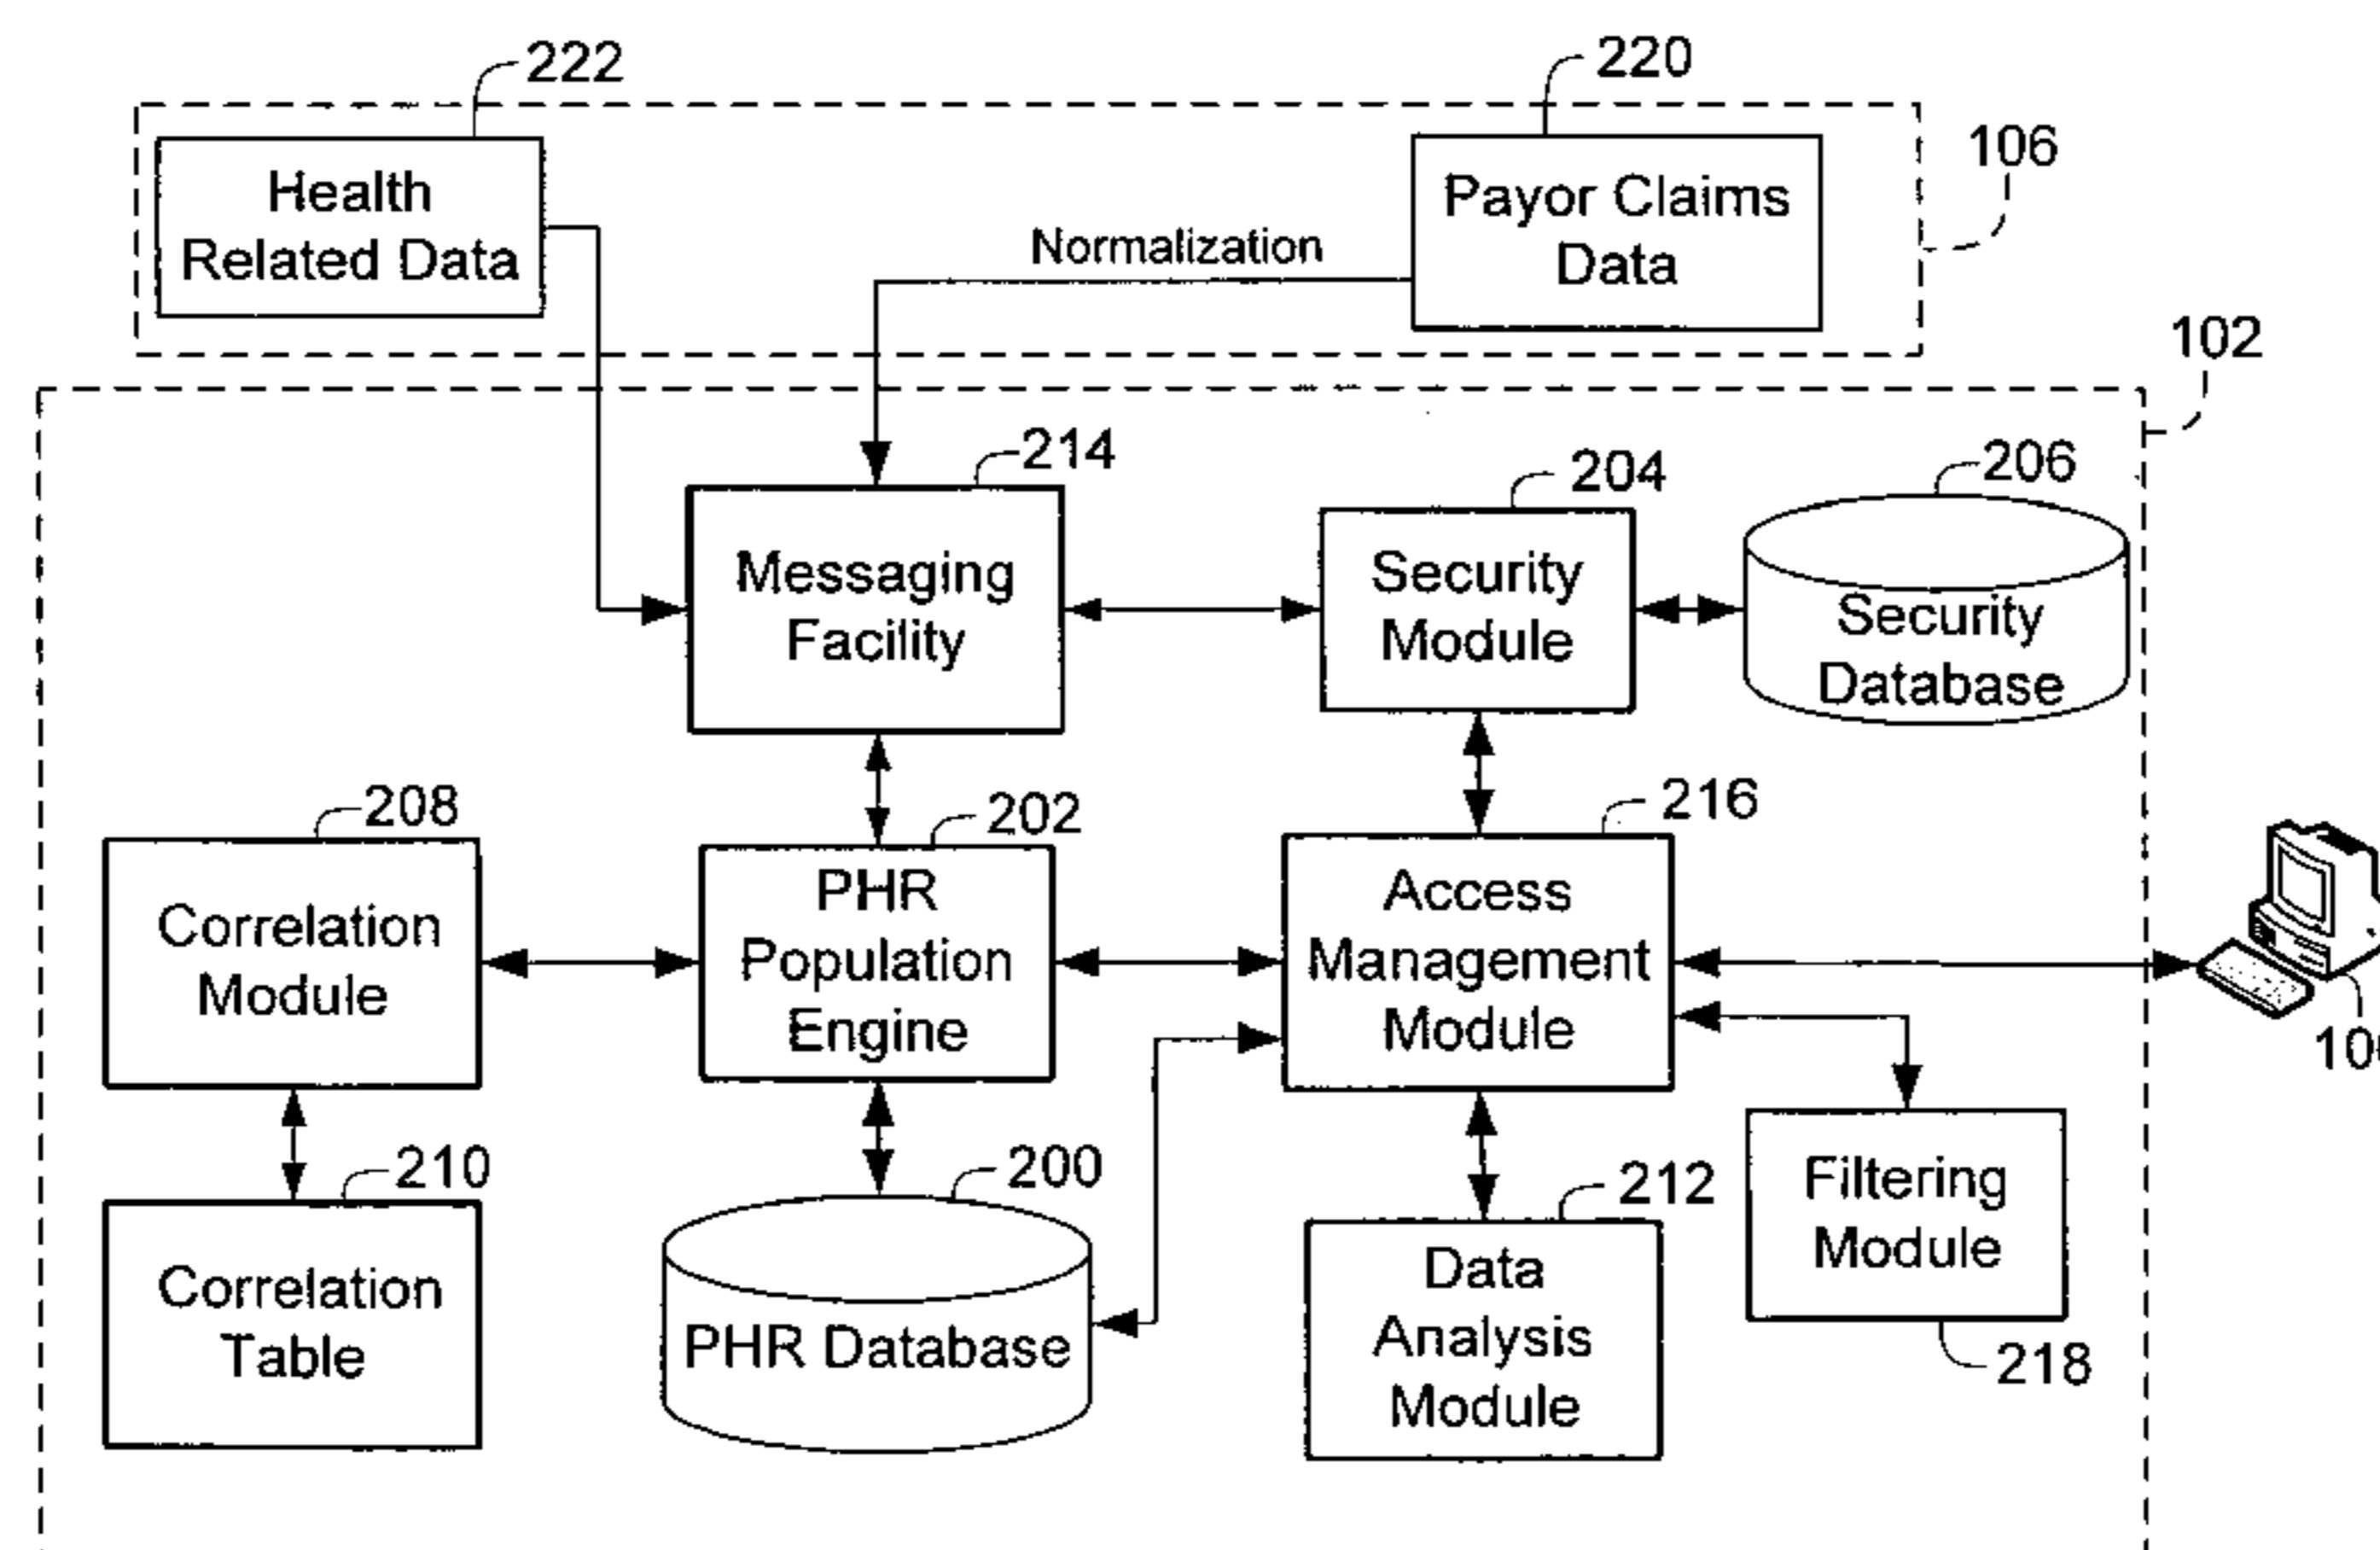 222
220
106
Health
Related Data
Payor Claims
Data
Normalization
102
214
204
206
Messaging
Facility
Security
Module
Security
Database
208
202
216
Correlation
Module
PHR
Population
Engine
Access
Management
Module
210
200
212
Filtering
Module
Correlation
Table
PHR Database
Data
Analysis
Module
218